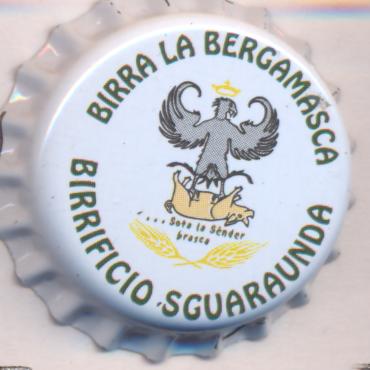 BIRRA LA BERGAMASCA
... Sota la Sènder
brasca
BIRRIFICIO SGUARAUNDA